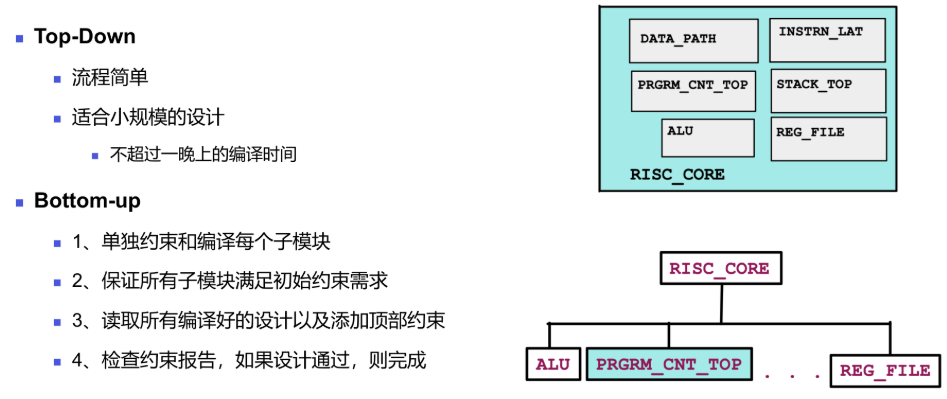 Top-Down
流程简单
适合小规模的设计
不超过一晚上的编译时间
Bottom-up
1、单独约束和编译每个子模块
2、保证所有子模块满足初始约束需求
3、读取所有编译好的设计以及添加顶部约束
4、检查约束报告，如果设计通过，则完成
DATA_PATH
INSTRN_LAT
PRGRM_CNT_TOP
STACK_TOP
ALU
REG_FILE
RISC_CORE
RISC_CORE
ALU
PRGRM_CNT_TOP
. . .
REG_FILE